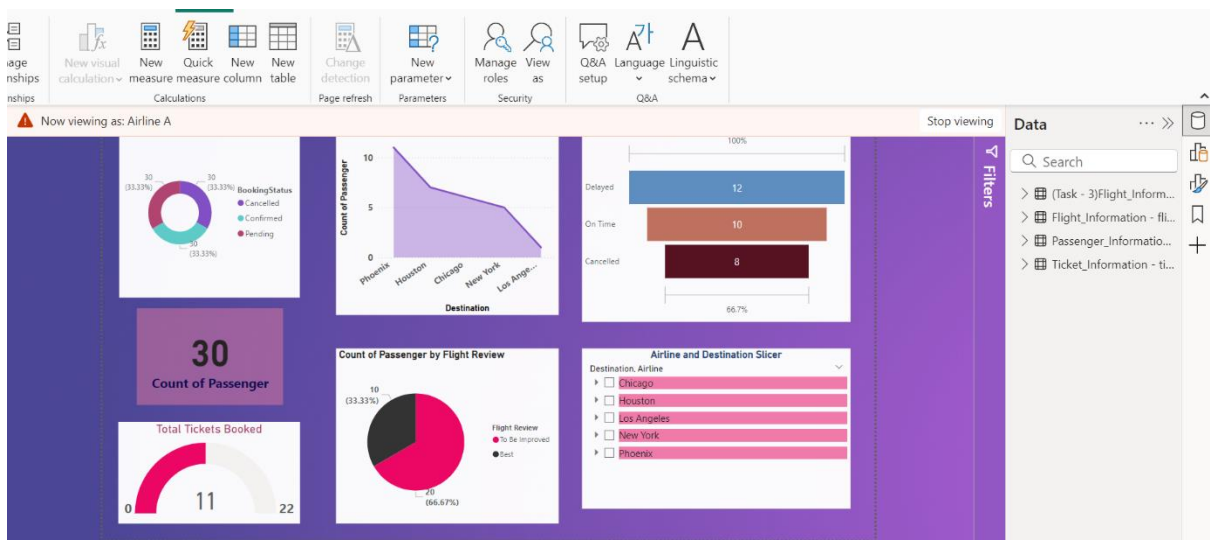 age
nships
nships
New visual
calculation
New
measure
Quick
measure
New
column
New
table
Calculations
Change
detection
Page refresh
New
parameter
Parameters
Manage
roles
View
as
Security
Q&A
setup
Language
Linguistic
schema
Q&A
Now viewing as: Airline A
Stop viewing
30
(33.33%)
30
(33.33%)
30
(33.33%)
BookingStatus
Cancelled
Confirmed
Pending
Count of Passenger
10
5
0
Phoenix
Houston
Chicago
New York
Los Ange...
Destination
100%
Delayed
12
On Time
10
Cancelled
8
66.7%
30
Count of Passenger
Total Tickets Booked
0
11
22
Count of Passenger by Flight Review
10
(33.33%)
20
(66.67%)
Flight Review
To Be Improved
Best
Airline and Destination Slicer
Destination, Airline
Chicago
Houston
Los Angeles
New York
Phoenix
Filters
Data
Search
(Task - 3)Flight_Inform...
Flight_Information - fli...
Passenger_Informatio...
Ticket_Information - ti...